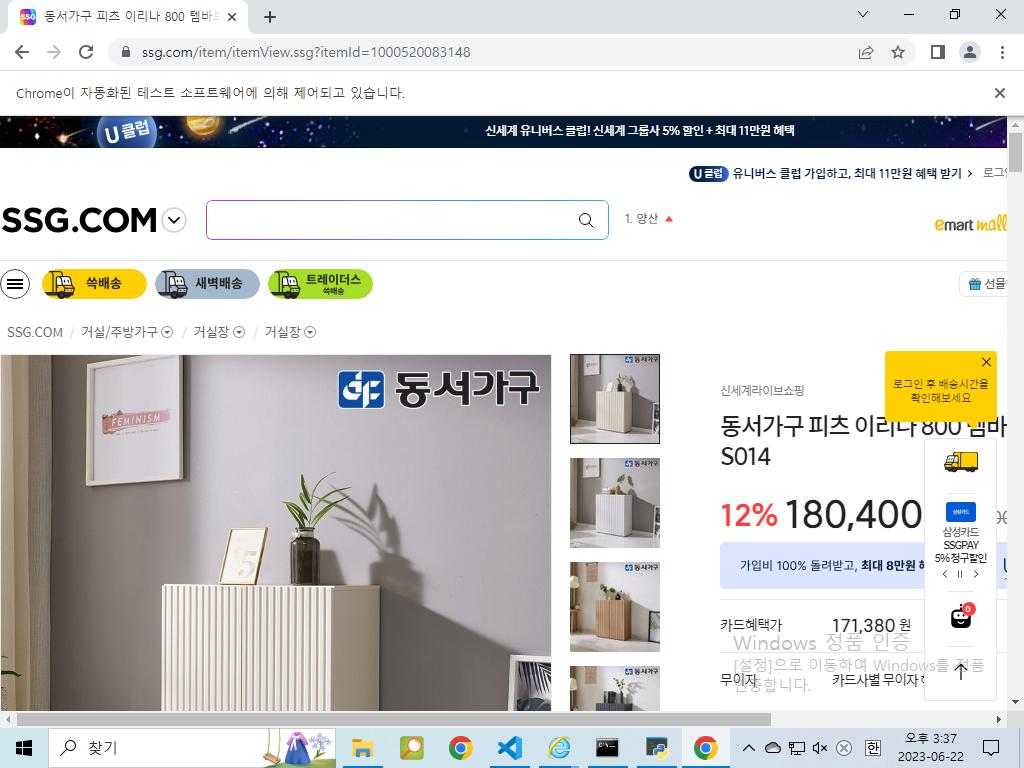 동서가구 피츠 이리나 800 템바보
ssg.com/item/itemView.ssg?itemId=1000520083148
Chrome이 자동화된 테스트 소프트웨어에 의해 제어되고 있습니다.
U 클럽
신세계 유니버스 클럽! 신세계 그룹사 5% 할인 + 최대 11만원 혜택
U 클럽 유니버스 클럽 가입하고, 최대 11만원 혜택 받기
로그인
SSG.COM
1. 양산
emart mall
쓱배송
새벽배송
트레이더스
쓱배송
선물
SSG.COM / 거실/주방가구 / 거실장 / 거실장
동서가구
FEMINISM
신세계라이브쇼핑
로그인 후 배송시간을
확인해보세요
동서가구 피츠 이리나 800 템바
S014
12% 180,400
삼성카드
삼성카드
SSGPAY
5% 청구할인
가입비 100% 돌려받고, 최대 8만원 혜
0
카드혜택가 171,380 원
Windows 정품 인증
[설정]으로 이동하여 Windows를 정품
인증합니다.
무이자 카드사별 무이자
찾기
한
오후 3:37
2023-06-22